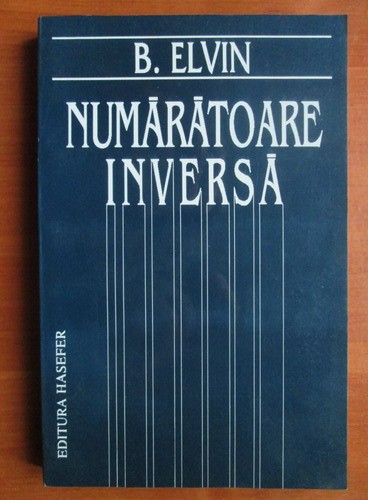 B. ELVIN
NUMĂRĂTOARE
INVERSĂ
EDITURA HASEFER